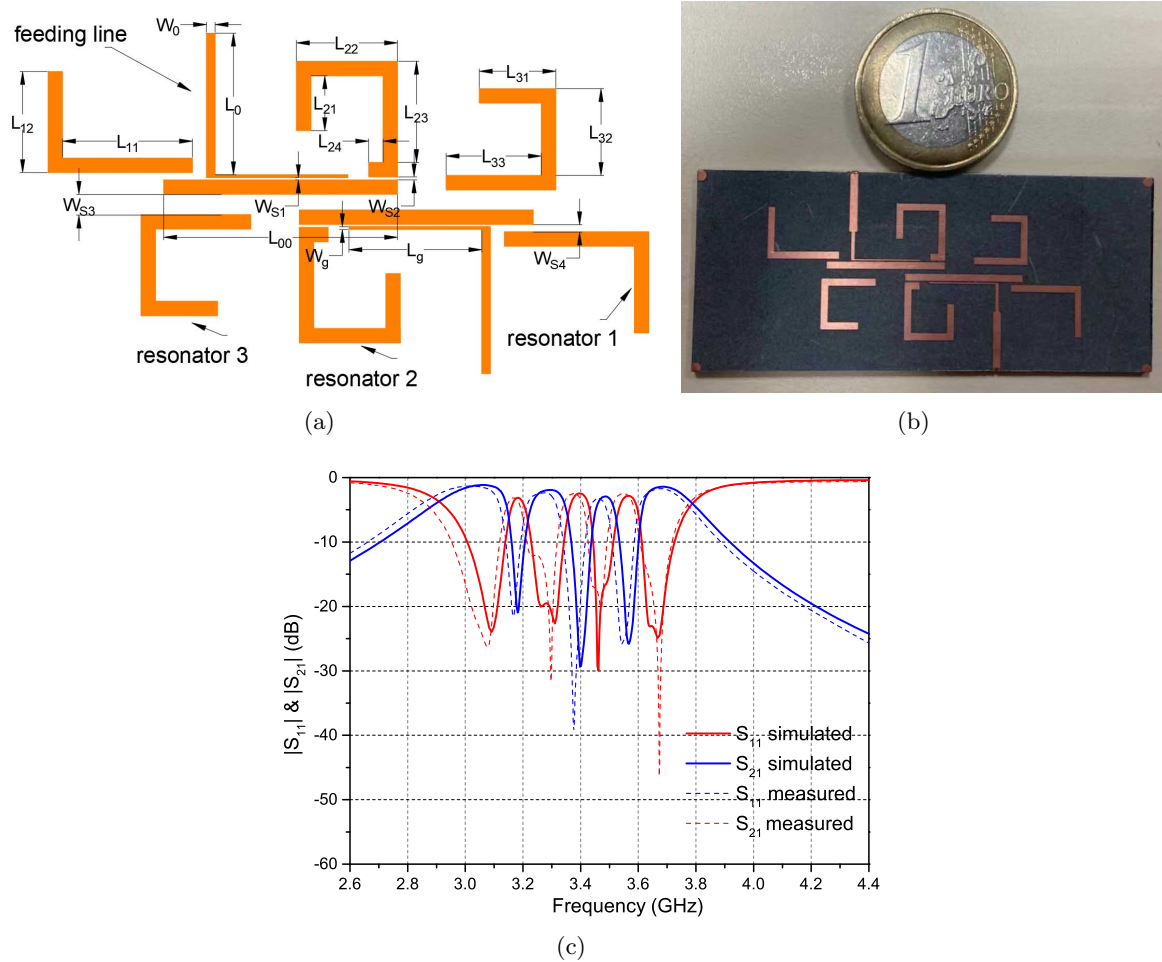 W0
feeding line
L22
L31
L21
L23
L0
L12
L11
L24
L32
L33
WS3
WS1
WS2
L00
Wg
Lg
WS4
resonator 3
resonator 2
resonator 1
1
EURO
(a)
(b)
|S11| & |S21| (dB)
0
-10
-20
-30
-40
-50
-60
S11 simulated
S21 simulated
S11 measured
S21 measured
2.6 2.8 3.0 3.2 3.4 3.6 3.8 4.0 4.2 4.4
Frequency (GHz)
(c)